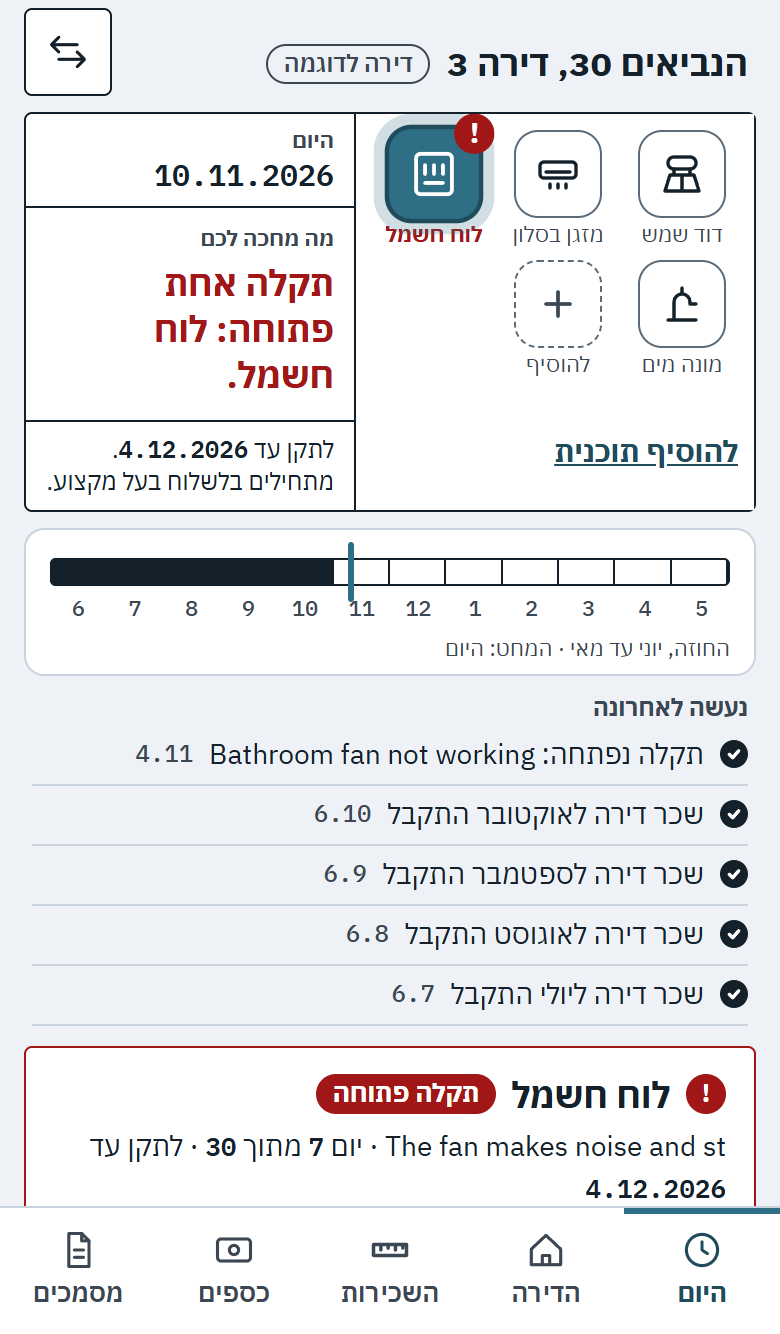 הנביאים 30, דירה 3
דירה לדוגמה
דוד שמש
מזגן בסלון
לוח חשמל
!
מונה מים
להוסיף
להוסיף תוכנית
היום
10.11.2026
מה מחכה לכם
תקלה אחת
פתוחה: לוח
חשמל.
לתקן עד 4.12.2026.
מתחילים בלשלוח בעל מקצוע.
6 7 8 9 10 11 12 1 2 3 4 5
החוזה, יוני עד מאי · המחט: היום
נעשה לאחרונה
תקלה נפתחה: Bathroom fan not working 4.11
שכר דירה לאוקטובר התקבל 6.10
שכר דירה לספטמבר התקבל 6.9
שכר דירה לאוגוסט התקבל 6.8
שכר דירה ליולי התקבל 6.7
! לוח חשמל תקלה פתוחה
The fan makes noise and st · יום 7 מתוך 30 · לתקן עד
4.12.2026
היום
הדירה
השכירות
כספים
מסמכים